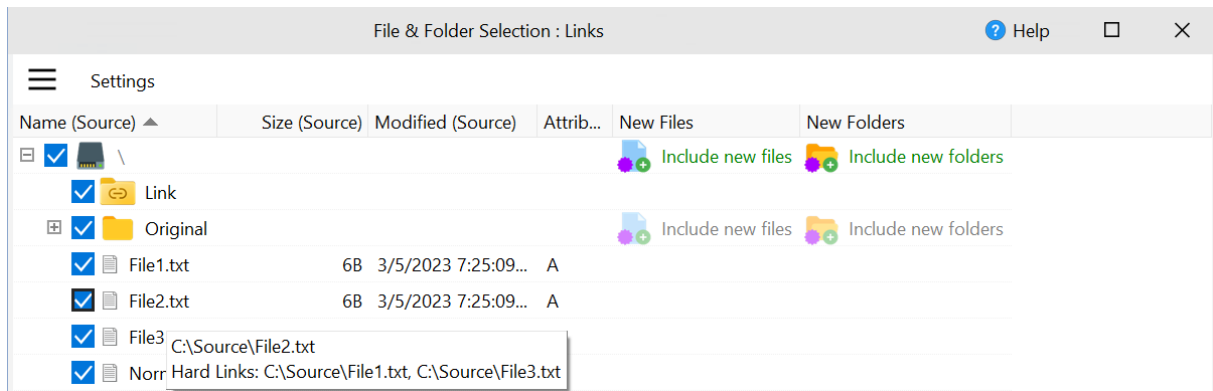 File & Folder Selection : Links ? Help
Settings
Name (Source) Size (Source) Modified (Source) Attrib... New Files New Folders
\ Include new files Include new folders
Link
Original Include new files Include new folders
File1.txt 6B 3/5/2023 7:25:09... A
File2.txt 6B 3/5/2023 7:25:09... A
File3
C:\Source\File2.txt
Norr
Hard Links: C:\Source\File1.txt, C:\Source\File3.txt